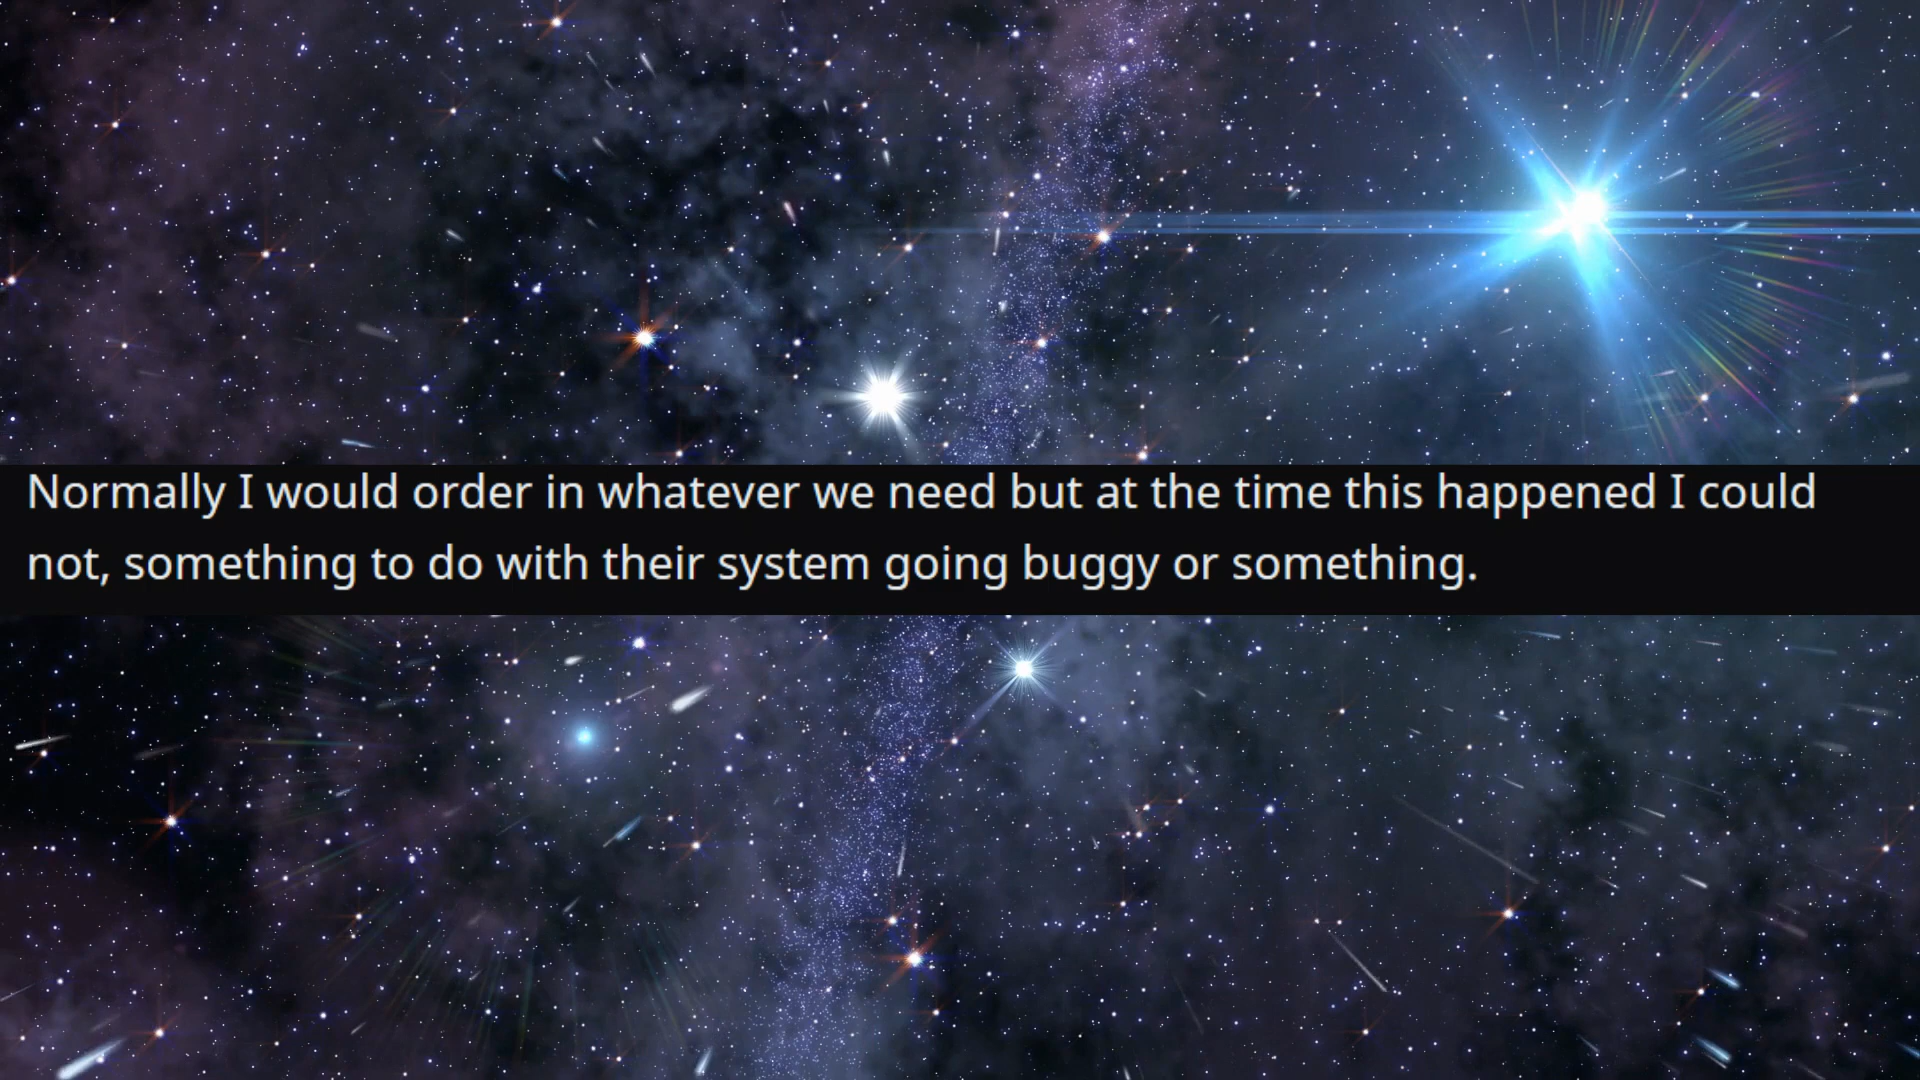 Normally I would order in whatever we need but at the time this happened I could
not, something to do with their system going buggy or something.